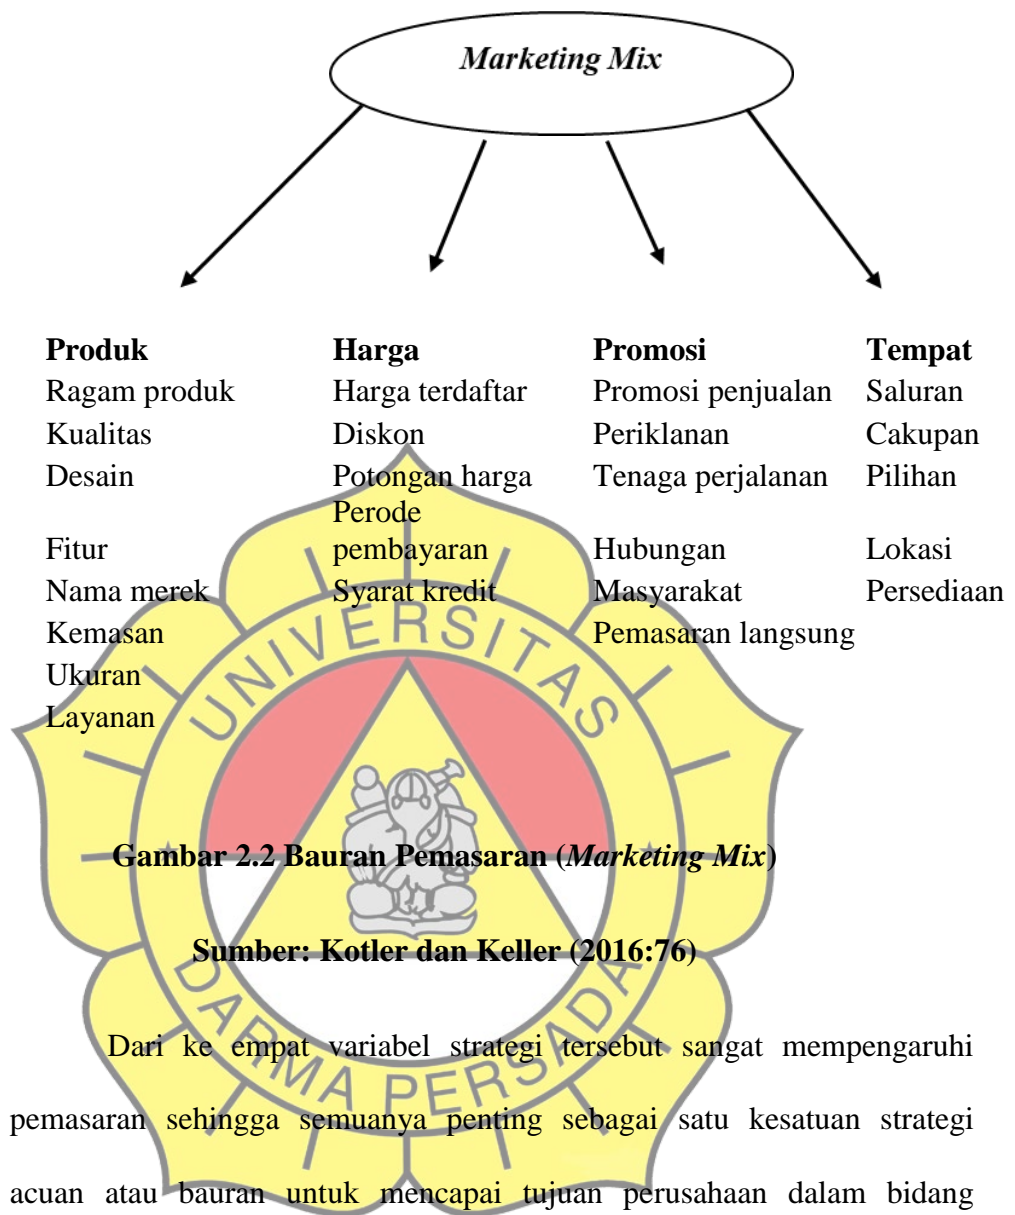 Marketing Mix
Produk Harga Promosi Tempat
Ragam produk Harga terdaftar Promosi penjualan Saluran
Kualitas Diskon Periklanan Cakupan
Desain Potongan harga Tenaga perjalanan Pilihan
Perode
Fitur pembayaran Hubungan Lokasi
Nama merek Syarat kredit Masyarakat Persediaan
Kemasan Pemasaran langsung
Ukuran
Layanan
UNIVERSITAS
Gambar 2.2 Bauran Pemasaran (Marketing Mix)
Sumber: Kotler dan Keller (2016:76)
DARMA PERSADA
Dari ke empat variabel strategi tersebut sangat mempengaruhi
pemasaran sehingga semuanya penting sebagai satu kesatuan strategi
acuan atau bauran untuk mencapai tujuan perusahaan dalam bidang